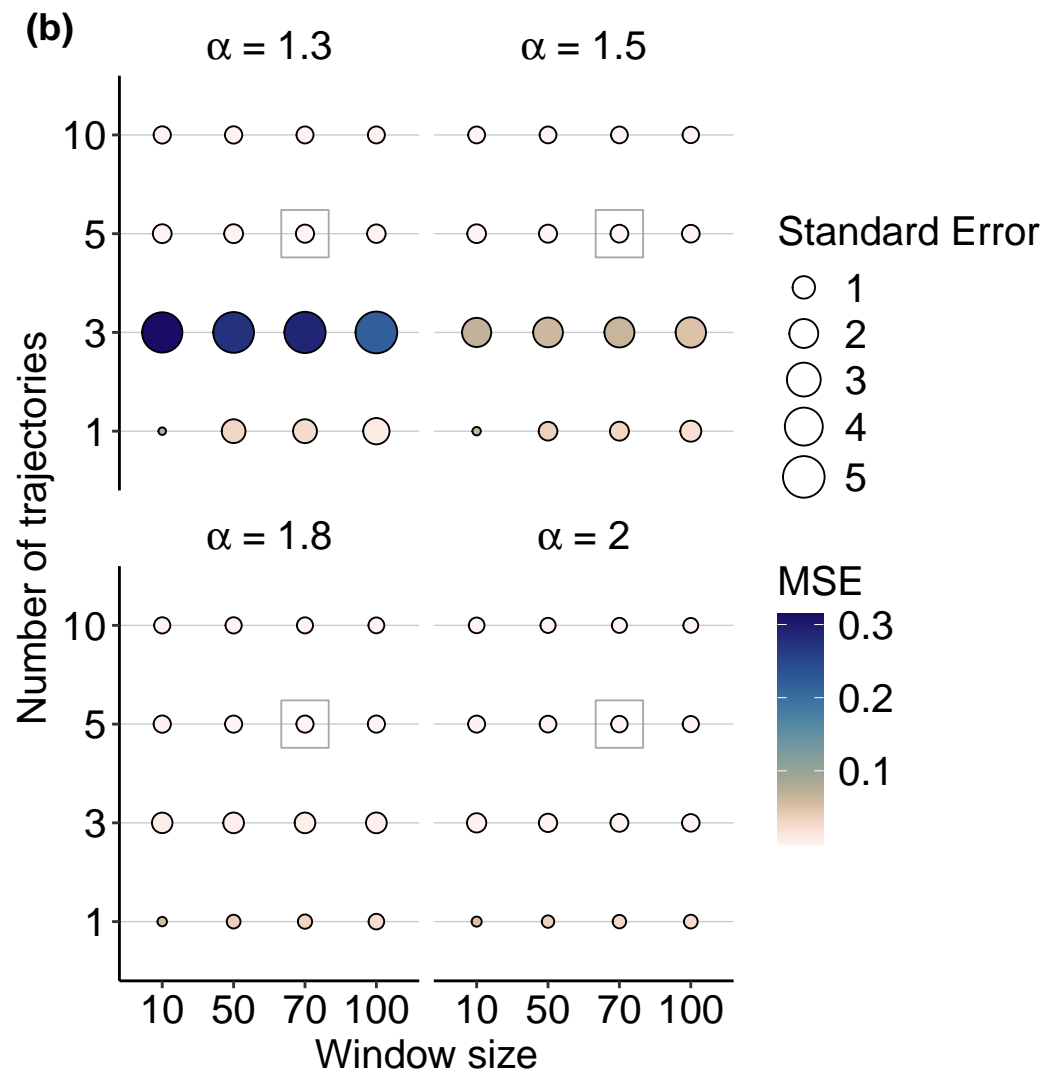 (b)
α = 1.3
α = 1.5
10
5
3
1
α = 1.8
α = 2
10
5
3
1
10 50 70 100
10 50 70 100
Window size
Number of trajectories
Standard Error
1
2
3
4
5
MSE
0.3
0.2
0.1